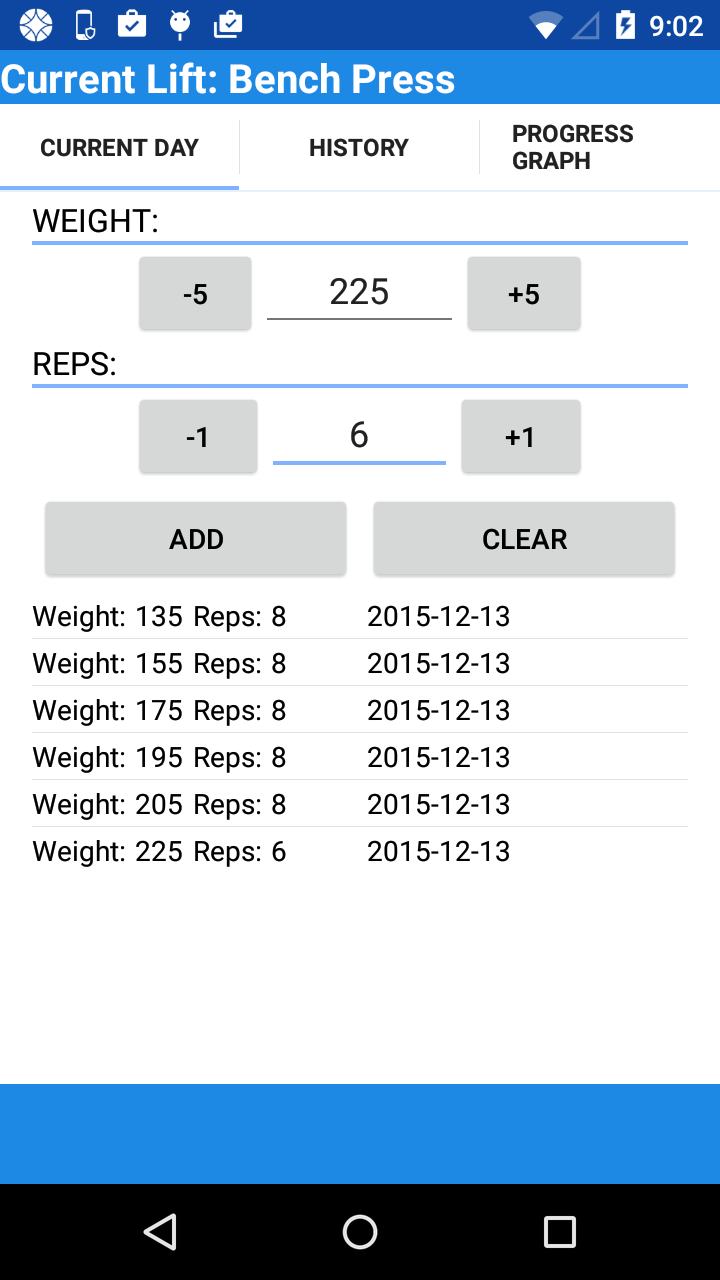 9:02
Current Lift: Bench Press
CURRENT DAY
HISTORY
PROGRESS
GRAPH
WEIGHT:
-5 225 +5
REPS:
-1 6 +1
ADD CLEAR
Weight: 135 Reps: 8 2015-12-13
Weight: 155 Reps: 8 2015-12-13
Weight: 175 Reps: 8 2015-12-13
Weight: 195 Reps: 8 2015-12-13
Weight: 205 Reps: 8 2015-12-13
Weight: 225 Reps: 6 2015-12-13